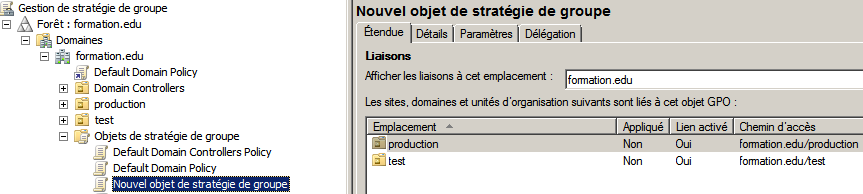 Gestion de stratégie de groupe
Forêt : formation.edu
Domaines
formation.edu
Default Domain Policy
Domain Controllers
production
test
Objets de stratégie de groupe
Default Domain Controllers Policy
Default Domain Policy
Nouvel objet de stratégie de groupe
Nouvel objet de stratégie de groupe
Étendue Détails Paramètres Délégation
Liaisons
Afficher les liaisons à cet emplacement : formation.edu
Les sites, domaines et unités d'organisation suivants sont liés à cet objet GPO :
Emplacement Appliqué Lien activé Chemin d'accès
production Non Oui formation.edu/production
test Non Oui formation.edu/test